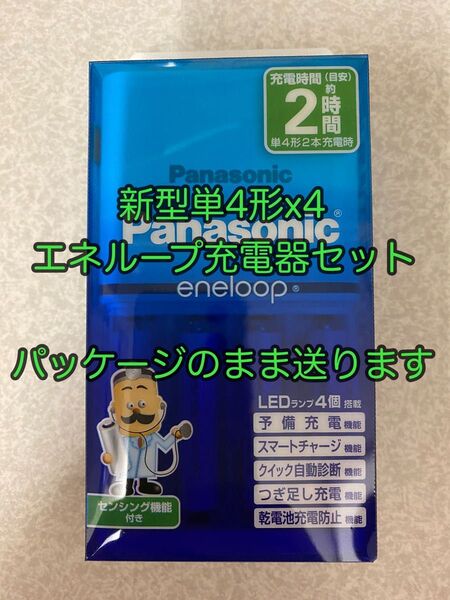 充電時間(目安)
約
2時間
単4形2本充電時
Panasonic
新型単4形x4
Panasonic®
エネループ充電器セット
eneloop®
パッケージのまま送ります
LEDランプ4個 搭載
予備充電 機能
スマートチャージ 機能
クイック自動診断 機能
つぎ足し充電 機能
乾電池充電防止 機能
センシング機能
付き